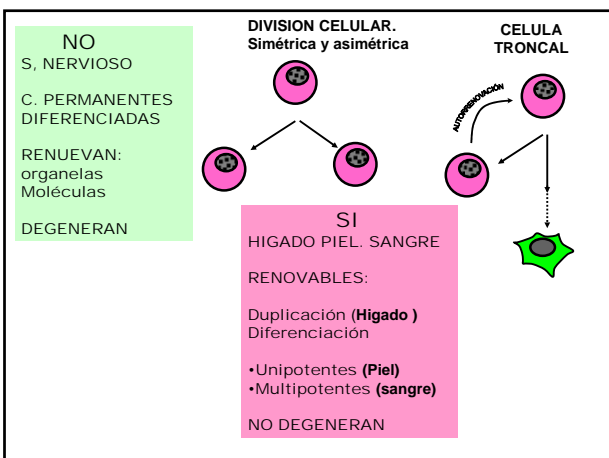 NO
S, NERVIOSO
C. PERMANENTES
DIFERENCIADAS
RENUEVAN:
organelas
Moléculas
DEGENERAN
DIVISION CELULAR.
Simétrica y asimétrica
CELULA
TRONCAL
AUTORRENOVACIÓN
SI
HIGADO PIEL. SANGRE
RENOVABLES:
Duplicación (Higado )
Diferenciación
•Unipotentes (Piel)
•Multipotentes (sangre)
NO DEGENERAN